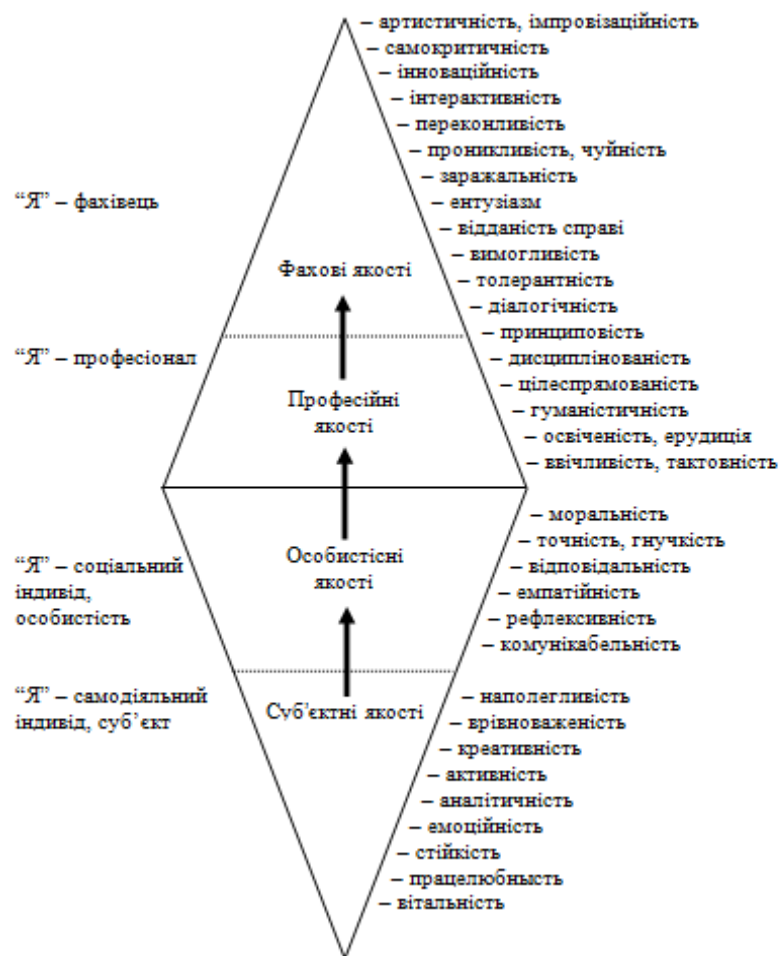 – артистичність, імпровізаційність
– самокритичність
– інноваційність
– інтерактивність
– переконливість
– проникливість, чуйність
– заражальність
“Я” – фахівець
– ентузіазм
– відданість справі
– вимогливість
Фахові якості
– толерантність
– діалогічність
– принциповість
“Я” – професіонал
– дисциплінованість
– цілеспрямованість
Професійні
якості
– гуманістичність
– освіченість, ерудиція
– ввічливість, тактовність
– моральність
– точність, гнучкість
Особистісні
якості
“Я” – соціальний
індивід,
особистість
– відповідальність
– емпатійність
– рефлексивність
– комунікабельність
“Я” – самодіяльний
індивід, суб’єкт
Суб’єктні якості
– наполегливість
– врівноваженість
– креативність
– активність
– аналітичність
– емоційність
– стійкість
– працелюбнысть
– вітальність